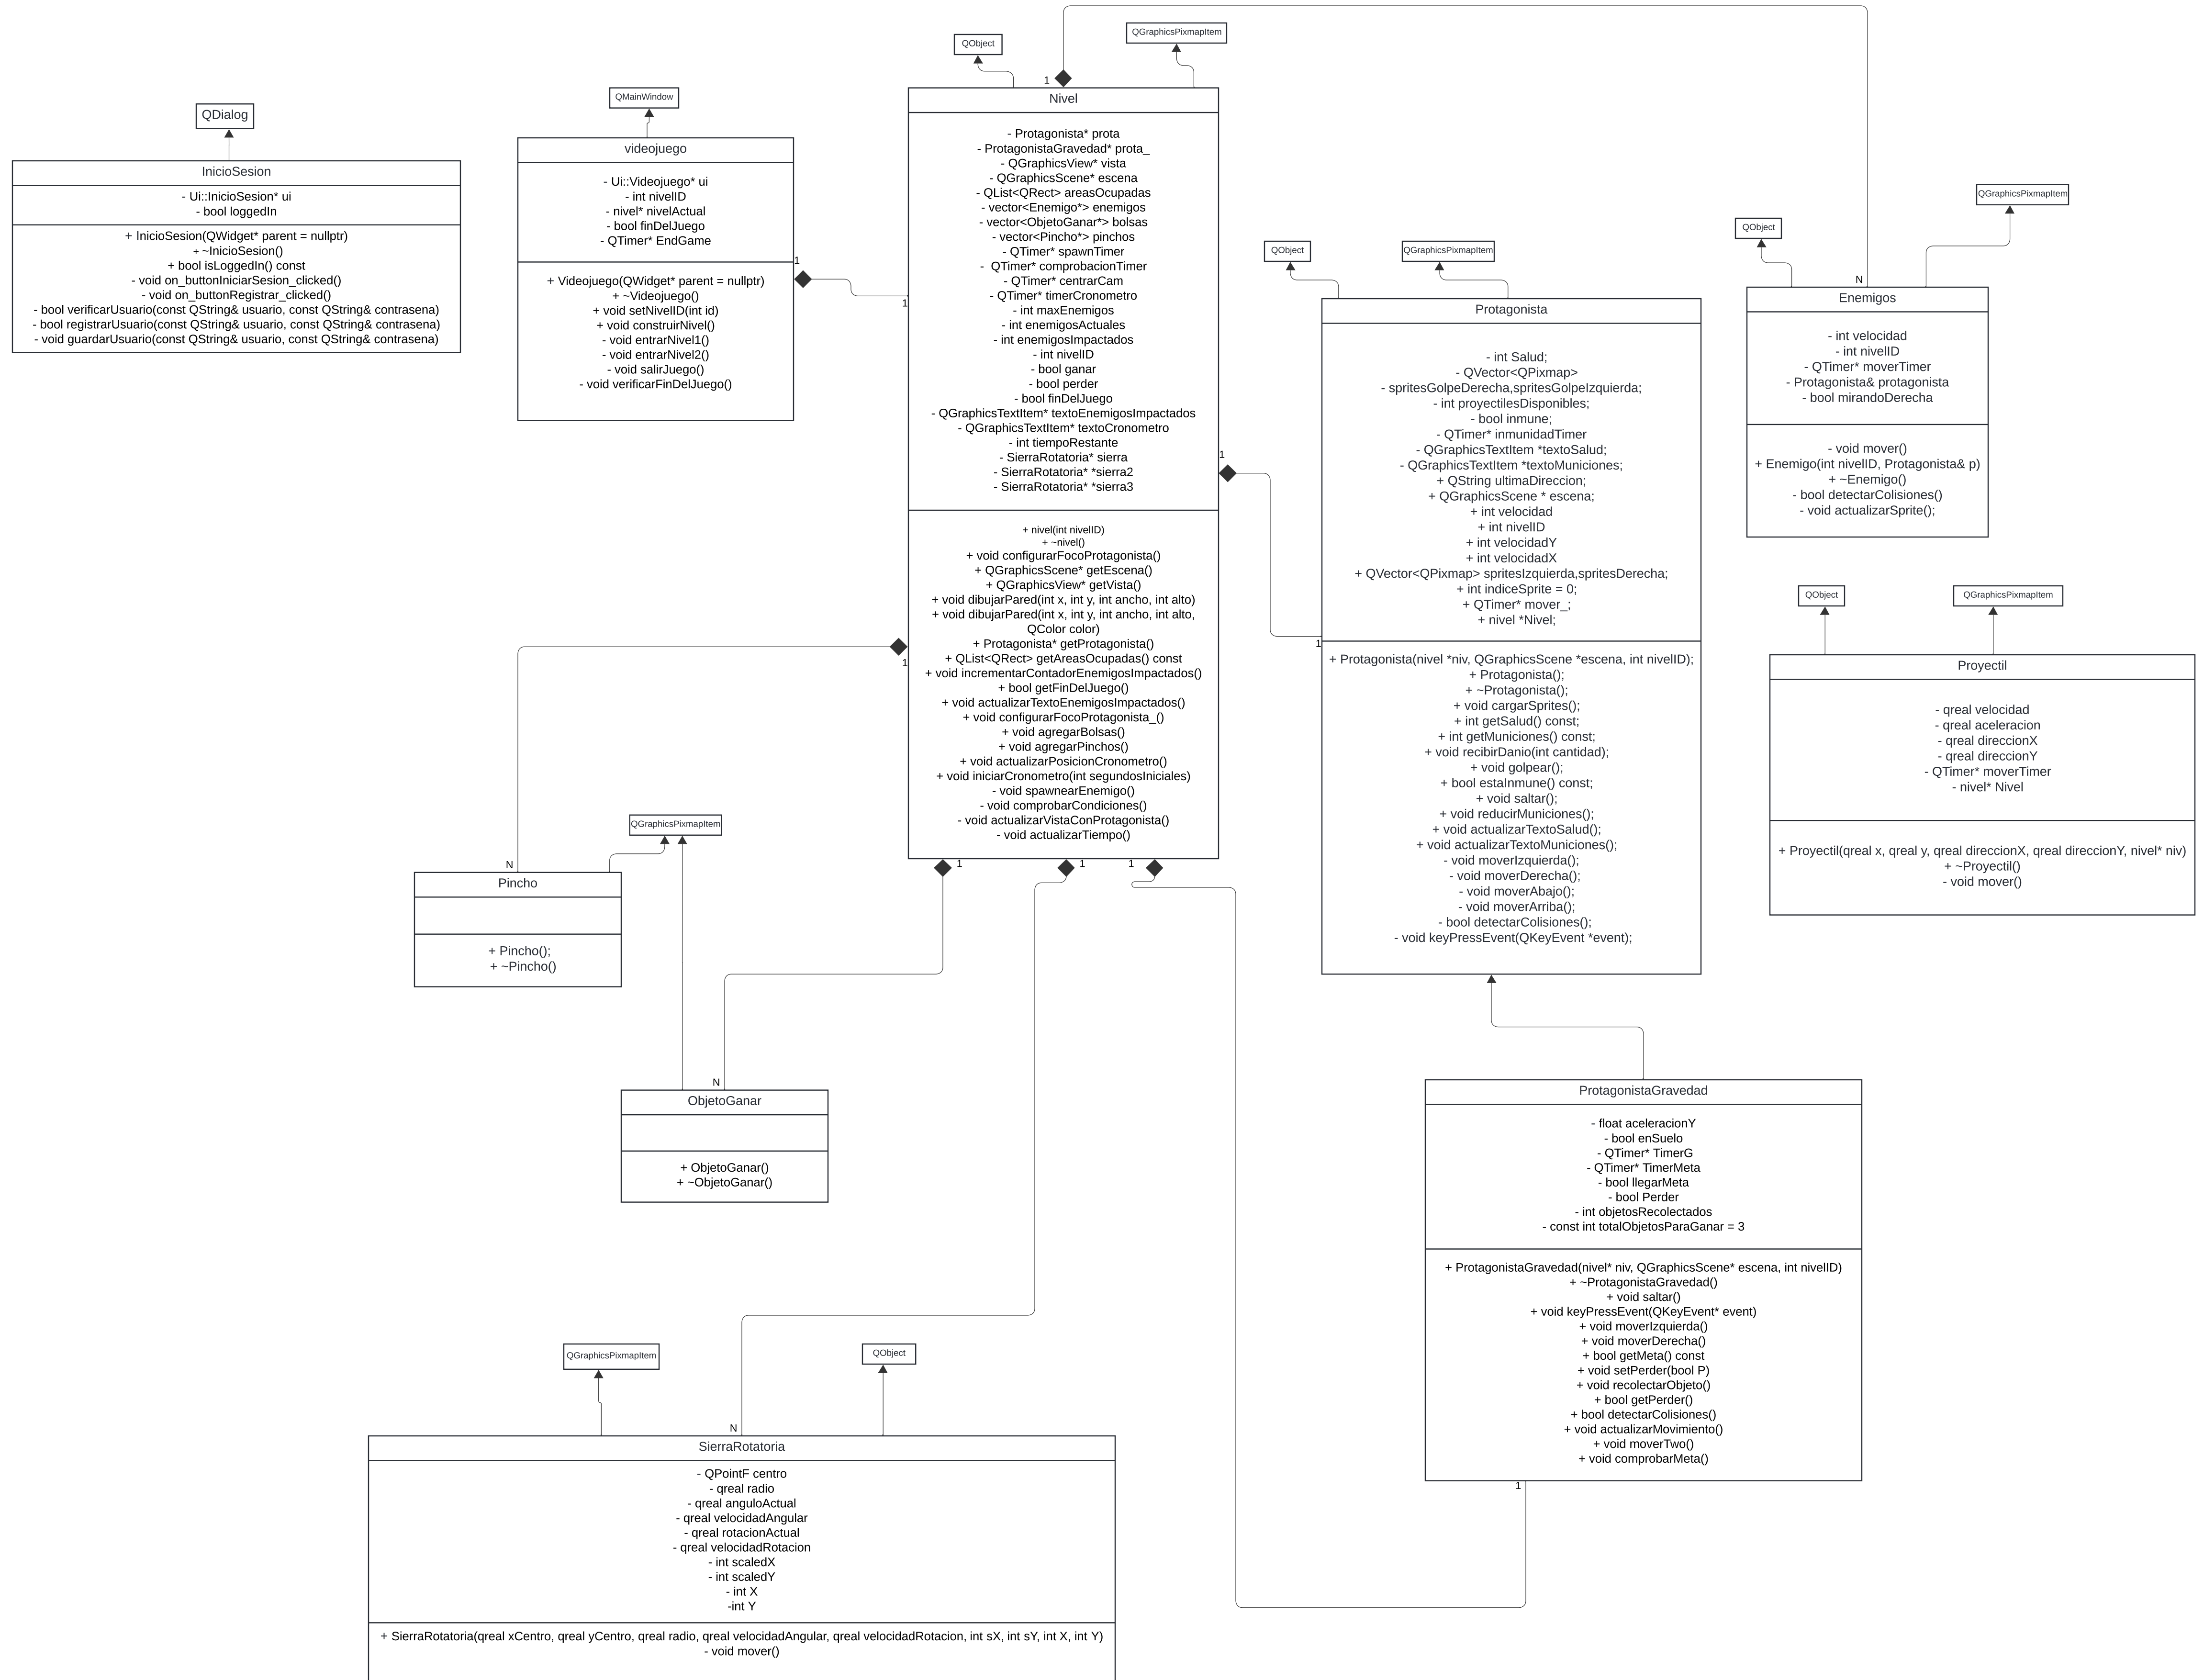 QDialog
InicioSesion
- Ui::InicioSesion* ui
- bool loggedIn
+ InicioSesion(QWidget* parent = nullptr)
+ ~InicioSesion()
+ bool isLoggedIn() const
- void on_buttonIniciarSesion_clicked()
- void on_buttonRegistrar_clicked()
- bool verificarUsuario(const QString& usuario, const QString& contrasena)
- bool registrarUsuario(const QString& usuario, const QString& contrasena)
- void guardarUsuario(const QString& usuario, const QString& contrasena)
QMainWindow
videojuego
- Ui::Videojuego* ui
- int nivelID
- nivel* nivelActual
- bool finDelJuego
- QTimer* EndGame
+ Videojuego(QWidget* parent = nullptr)
+ ~Videojuego()
+ void setNivelID(int id)
+ void construirNivel()
- void entrarNivel1()
- void entrarNivel2()
- void salirJuego()
- void verificarFinDelJuego()
1
1
QObject
QGraphicsPixmapItem
1
Nivel
- Protagonista* prota
- ProtagonistaGravedad* prota_
- QGraphicsView* vista
- QGraphicsScene* escena
- QList<QRect> areasOcupadas
- vector<Enemigo*> enemigos
- vector<ObjetoGanar*> bolsas
- vector<Pincho*> pinchos
- QTimer* spawnTimer
- QTimer* comprobacionTimer
- QTimer* centrarCam
- QTimer* timerCronometro
- int maxEnemigos
- int enemigosActuales
- int enemigosImpactados
- int nivelID
- bool ganar
- bool perder
- bool finDelJuego
- QGraphicsTextItem* textoEnemigosImpactados
- QGraphicsTextItem* textoCronometro
- int tiempoRestante
- SierraRotatoria* sierra
- SierraRotatoria* *sierra2
- SierraRotatoria* *sierra3
+ nivel(int nivelID)
+ ~nivel()
+ void configurarFocoProtagonista()
+ QGraphicsScene* getEscena()
+ QGraphicsView* getVista()
+ void dibujarPared(int x, int y, int ancho, int alto)
+ void dibujarPared(int x, int y, int ancho, int alto,
QColor color)
+ Protagonista* getProtagonista()
+ QList<QRect> getAreasOcupadas() const
+ void incrementarContadorEnemigosImpactados()
+ bool getFinDelJuego()
+ void actualizarTextoEnemigosImpactados()
+ void configurarFocoProtagonista_()
+ void agregarBolsas()
+ void agregarPinchos()
+ void actualizarPosicionCronometro()
+ void iniciarCronometro(int segundosIniciales)
- void spawnearEnemigo()
- void comprobarCondiciones()
- void actualizarVistaConProtagonista()
- void actualizarTiempo()
1
1
1
1
1
1
QObject
QGraphicsPixmapItem
Protagonista
- int Salud;
- QVector<QPixmap>
- spritesGolpeDerecha,spritesGolpeIzquierda;
- int proyectilesDisponibles;
- bool inmune;
- QTimer* inmunidadTimer
- QGraphicsTextItem *textoSalud;
- QGraphicsTextItem *textoMuniciones;
+ QString ultimaDireccion;
+ QGraphicsScene * escena;
+ int velocidad
+ int nivelID
+ int velocidadY
+ int velocidadX
+ QVector<QPixmap> spritesIzquierda,spritesDerecha;
+ int indiceSprite = 0;
+ QTimer* mover_;
+ nivel *Nivel;
+ Protagonista(nivel *niv, QGraphicsScene *escena, int nivelID);
+ Protagonista();
+ ~Protagonista();
+ void cargarSprites();
+ int getSalud() const;
+ int getMuniciones() const;
+ void recibirDanio(int cantidad);
+ void golpear();
+ bool estaInmune() const;
+ void saltar();
+ void reducirMuniciones();
+ void actualizarTextoSalud();
+ void actualizarTextoMuniciones();
- void moverIzquierda();
- void moverDerecha();
- void moverAbajo();
- void moverArriba();
- bool detectarColisiones();
- void keyPressEvent(QKeyEvent *event);
QObject
QGraphicsPixmapItem
N
Enemigos
- int velocidad
- int nivelID
- QTimer* moverTimer
- Protagonista& protagonista
- bool mirandoDerecha
- void mover()
+ Enemigo(int nivelID, Protagonista& p)
+ ~Enemigo()
- bool detectarColisiones()
- void actualizarSprite();
QObject
QGraphicsPixmapItem
Proyectil
- qreal velocidad
- qreal aceleracion
- qreal direccionX
- qreal direccionY
- QTimer* moverTimer
- nivel* Nivel
+ Proyectil(qreal x, qreal y, qreal direccionX, qreal direccionY, nivel* niv)
+ ~Proyectil()
- void mover()
QGraphicsPixmapItem
N
Pincho
+ Pincho();
+ ~Pincho()
N
ObjetoGanar
+ ObjetoGanar()
+ ~ObjetoGanar()
ProtagonistaGravedad
- float aceleracionY
- bool enSuelo
- QTimer* TimerG
- QTimer* TimerMeta
- bool llegarMeta
- bool Perder
- int objetosRecolectados
- const int totalObjetosParaGanar = 3
+ ProtagonistaGravedad(nivel* niv, QGraphicsScene* escena, int nivelID)
+ ~ProtagonistaGravedad()
+ void saltar()
+ void keyPressEvent(QKeyEvent* event)
+ void moverIzquierda()
+ void moverDerecha()
+ bool getMeta() const
+ void setPerder(bool P)
+ void recolectarObjeto()
+ bool getPerder()
+ bool detectarColisiones()
+ void actualizarMovimiento()
+ void moverTwo()
+ void comprobarMeta()
1
QGraphicsPixmapItem
QObject
N
SierraRotatoria
- QPointF centro
- qreal radio
- qreal anguloActual
- qreal velocidadAngular
- qreal rotacionActual
- qreal velocidadRotacion
- int scaledX
- int scaledY
- int X
-int Y
+ SierraRotatoria(qreal xCentro, qreal yCentro, qreal radio, qreal velocidadAngular, qreal velocidadRotacion, int sX, int sY, int X, int Y)
- void mover()